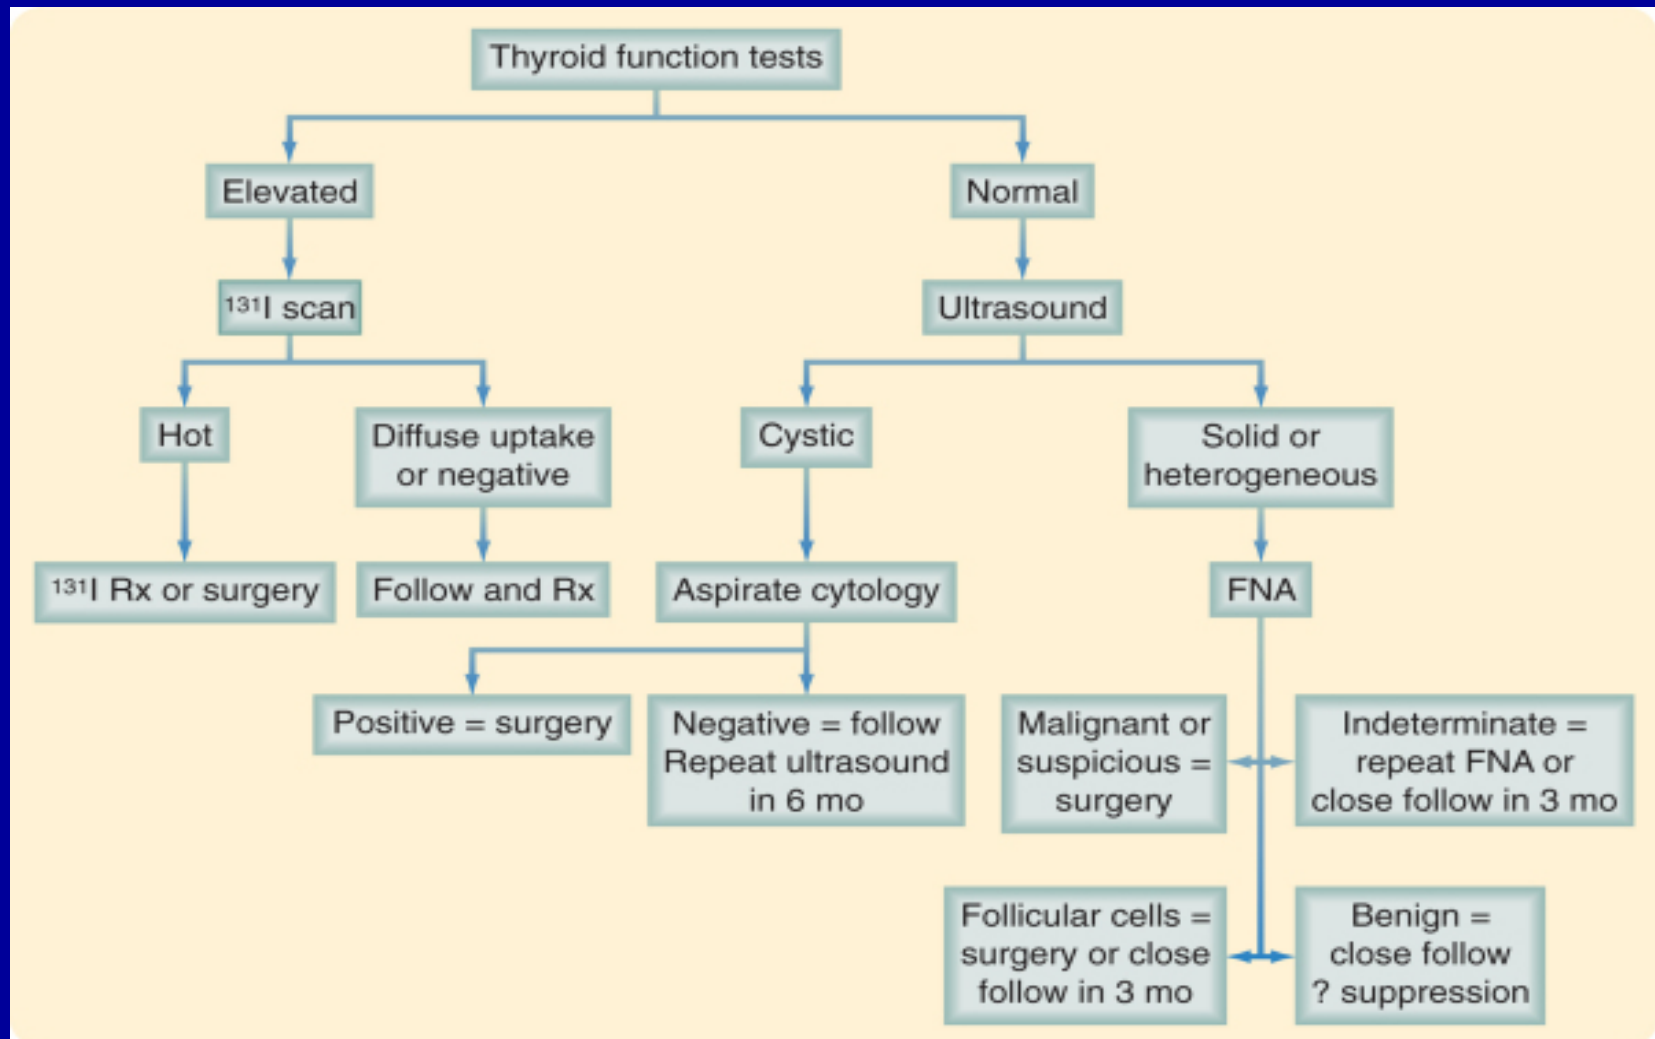 Thyroid function tests
Elevated
Normal
¹³¹I scan
Ultrasound
Hot
Diffuse uptake
or negative
Cystic
Solid or
heterogeneous
¹³¹I Rx or surgery
Follow and Rx
Aspirate cytology
FNA
Positive = surgery
Negative = follow
Repeat ultrasound
in 6 mo
Malignant or
suspicious =
surgery
Indeterminate =
repeat FNA or
close follow in 3 mo
Follicular cells =
surgery or close
follow in 3 mo
Benign =
close follow
? suppression